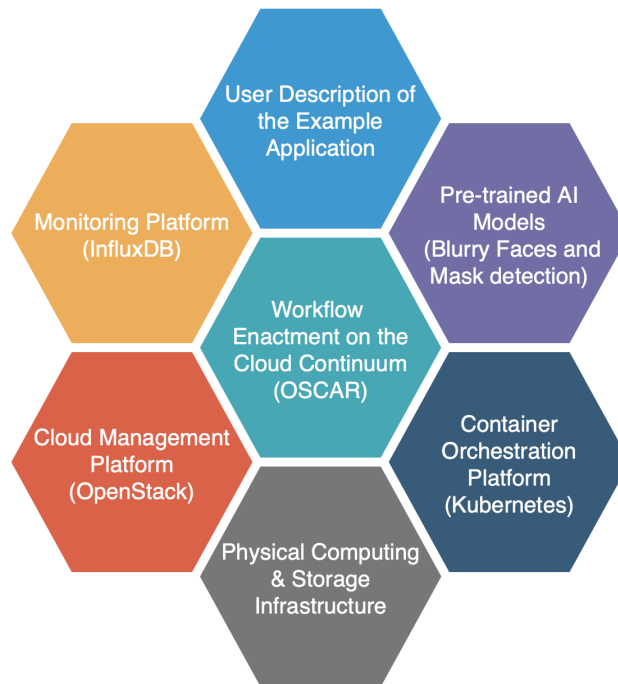 User Description of
the Example
Application
Monitoring Platform
(InfluxDB)
Pre-trained AI
Models
(Blurry Faces and
Mask detection)
Workflow
Enactment on the
Cloud Continuum
(OSCAR)
Cloud Management
Platform
(OpenStack)
Container
Orchestration
Platform
(Kubernetes)
Physical Computing
& Storage
Infrastructure